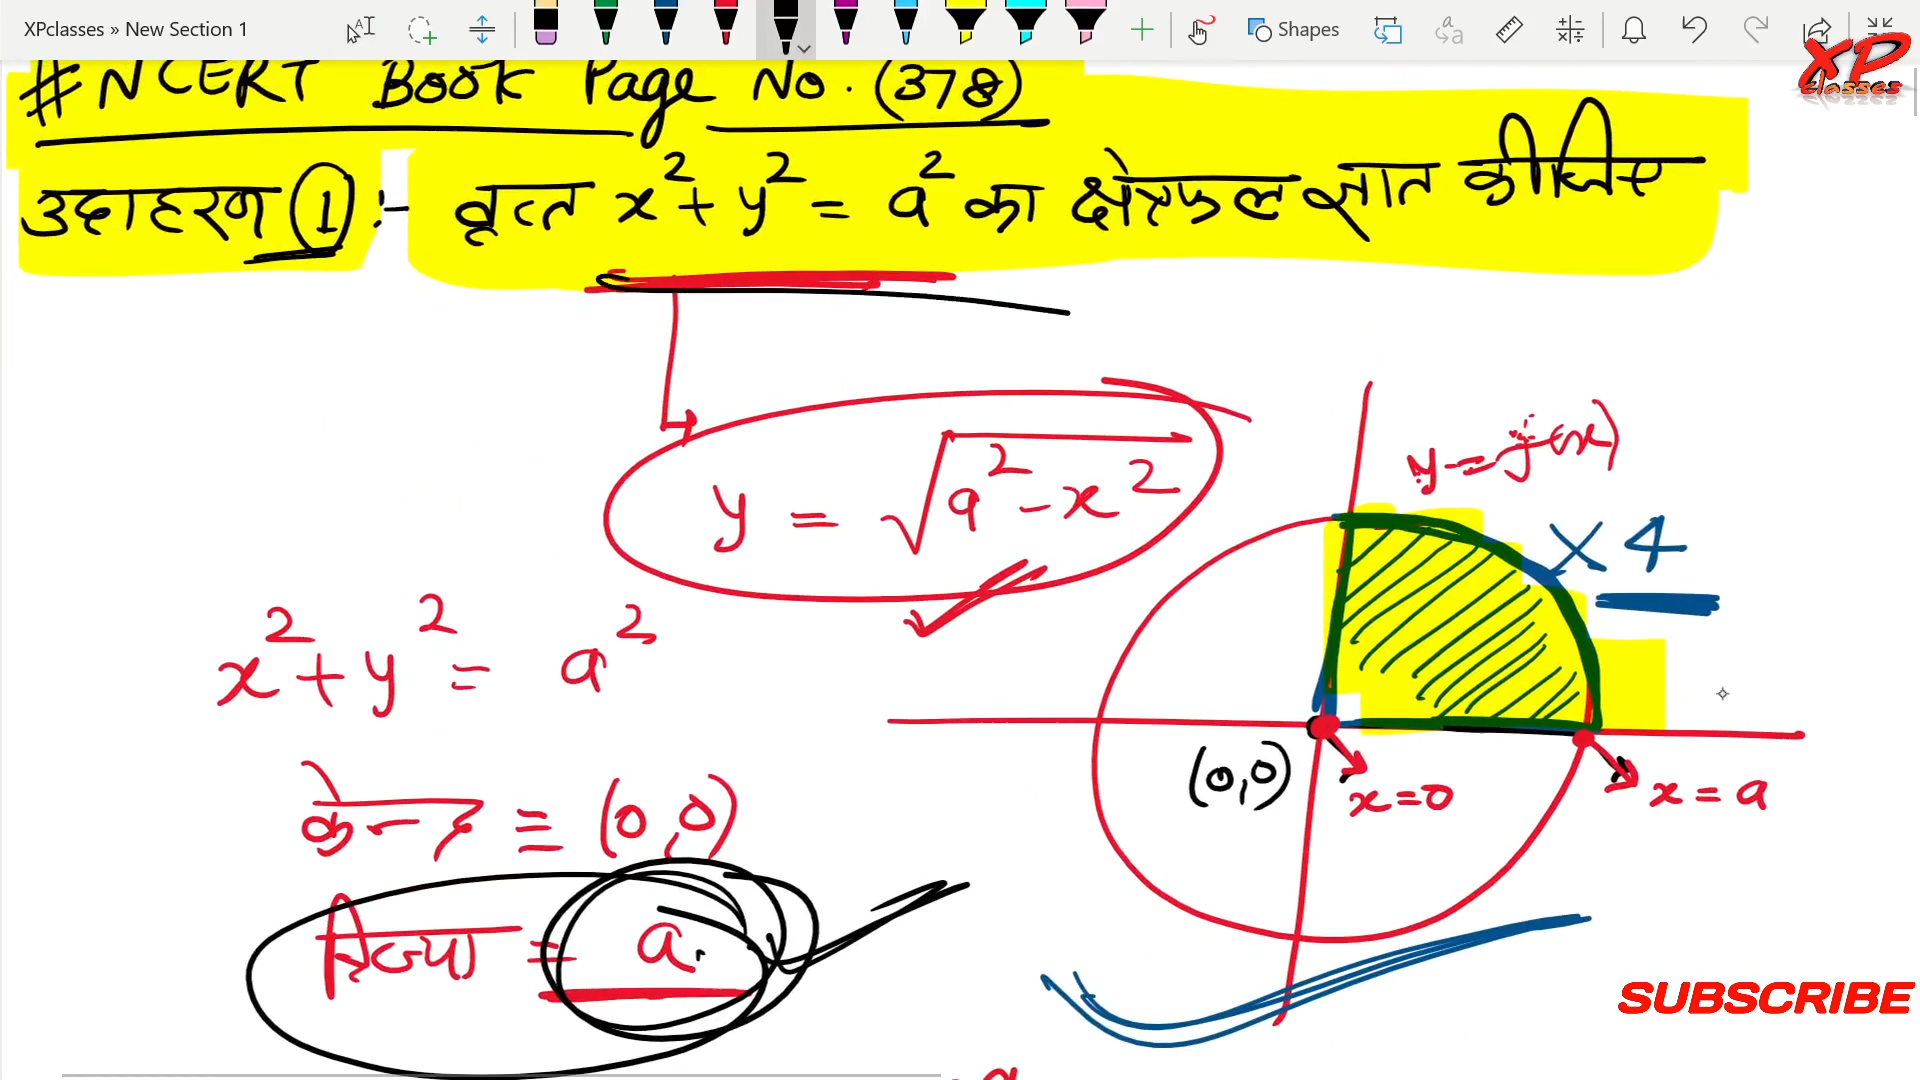 XPclasses » New Section 1
Shapes
XP
classes
#NCERT Book Page No. (378)
उदाहरण 1 :- वृत्त x² + y² = a² का क्षेत्रफल ज्ञात कीजिए
y = √a² - x²
y = f(x)
x 4
x² + y² = a²
(0,0)
x = 0
x = a
केन्द्र ≡ (0,0)
त्रिज्या = a.
SUBSCRIBE